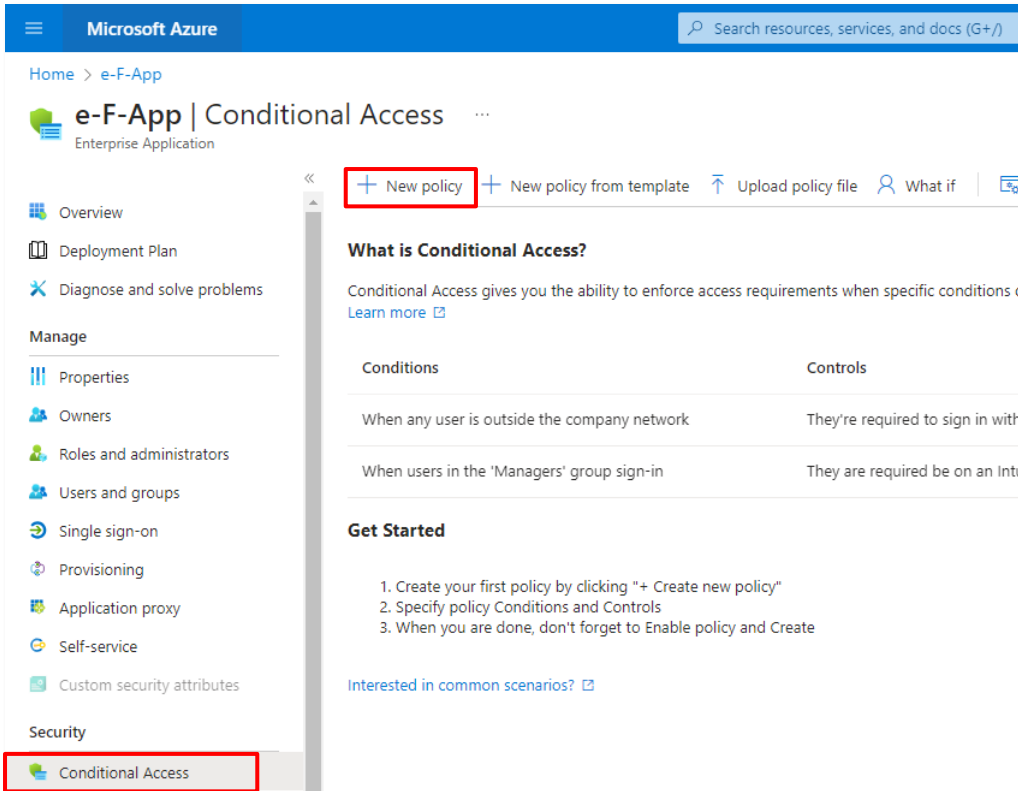 Microsoft Azure
Search resources, services, and docs (G+/)
Home > e-F-App
e-F-App | Conditional Access ...
Enterprise Application
«
+ New policy + New policy from template Upload policy file What if
Overview
Deployment Plan
Diagnose and solve problems
Manage
Properties
Owners
Roles and administrators
Users and groups
Single sign-on
Provisioning
Application proxy
Self-service
Custom security attributes
Security
Conditional Access
What is Conditional Access?
Conditional Access gives you the ability to enforce access requirements when specific conditions
Learn more
Conditions Controls
When any user is outside the company network They're required to sign in with
When users in the 'Managers' group sign-in They are required be on an
Get Started
1. Create your first policy by clicking "+ Create new policy"
2. Specify policy Conditions and Controls
3. When you are done, don't forget to Enable policy and Create
Interested in common scenarios?